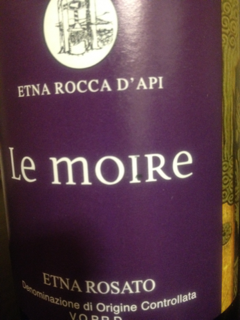 ETNA ROCCA D'API
Le MOIRE
ETNA ROSATO
Denominazione di Origine Controllata
V.Q.P.R.D.